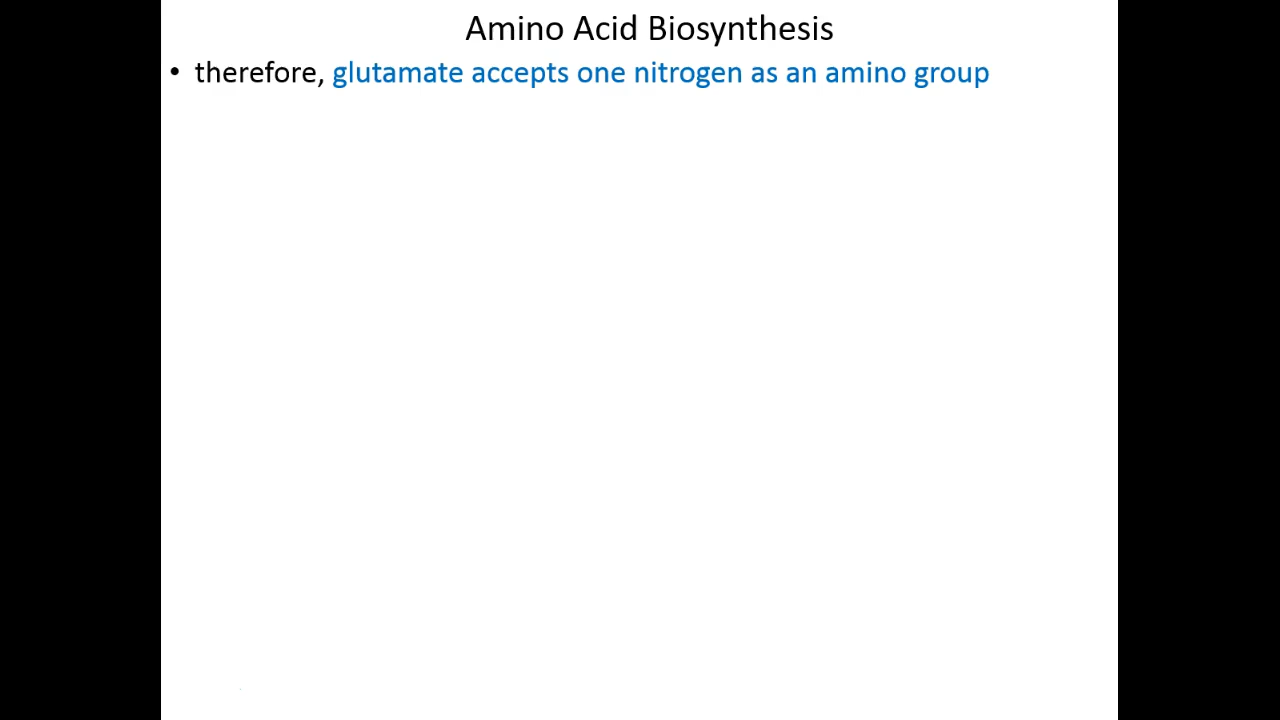 Amino Acid Biosynthesis
• therefore, glutamate accepts one nitrogen as an amino group